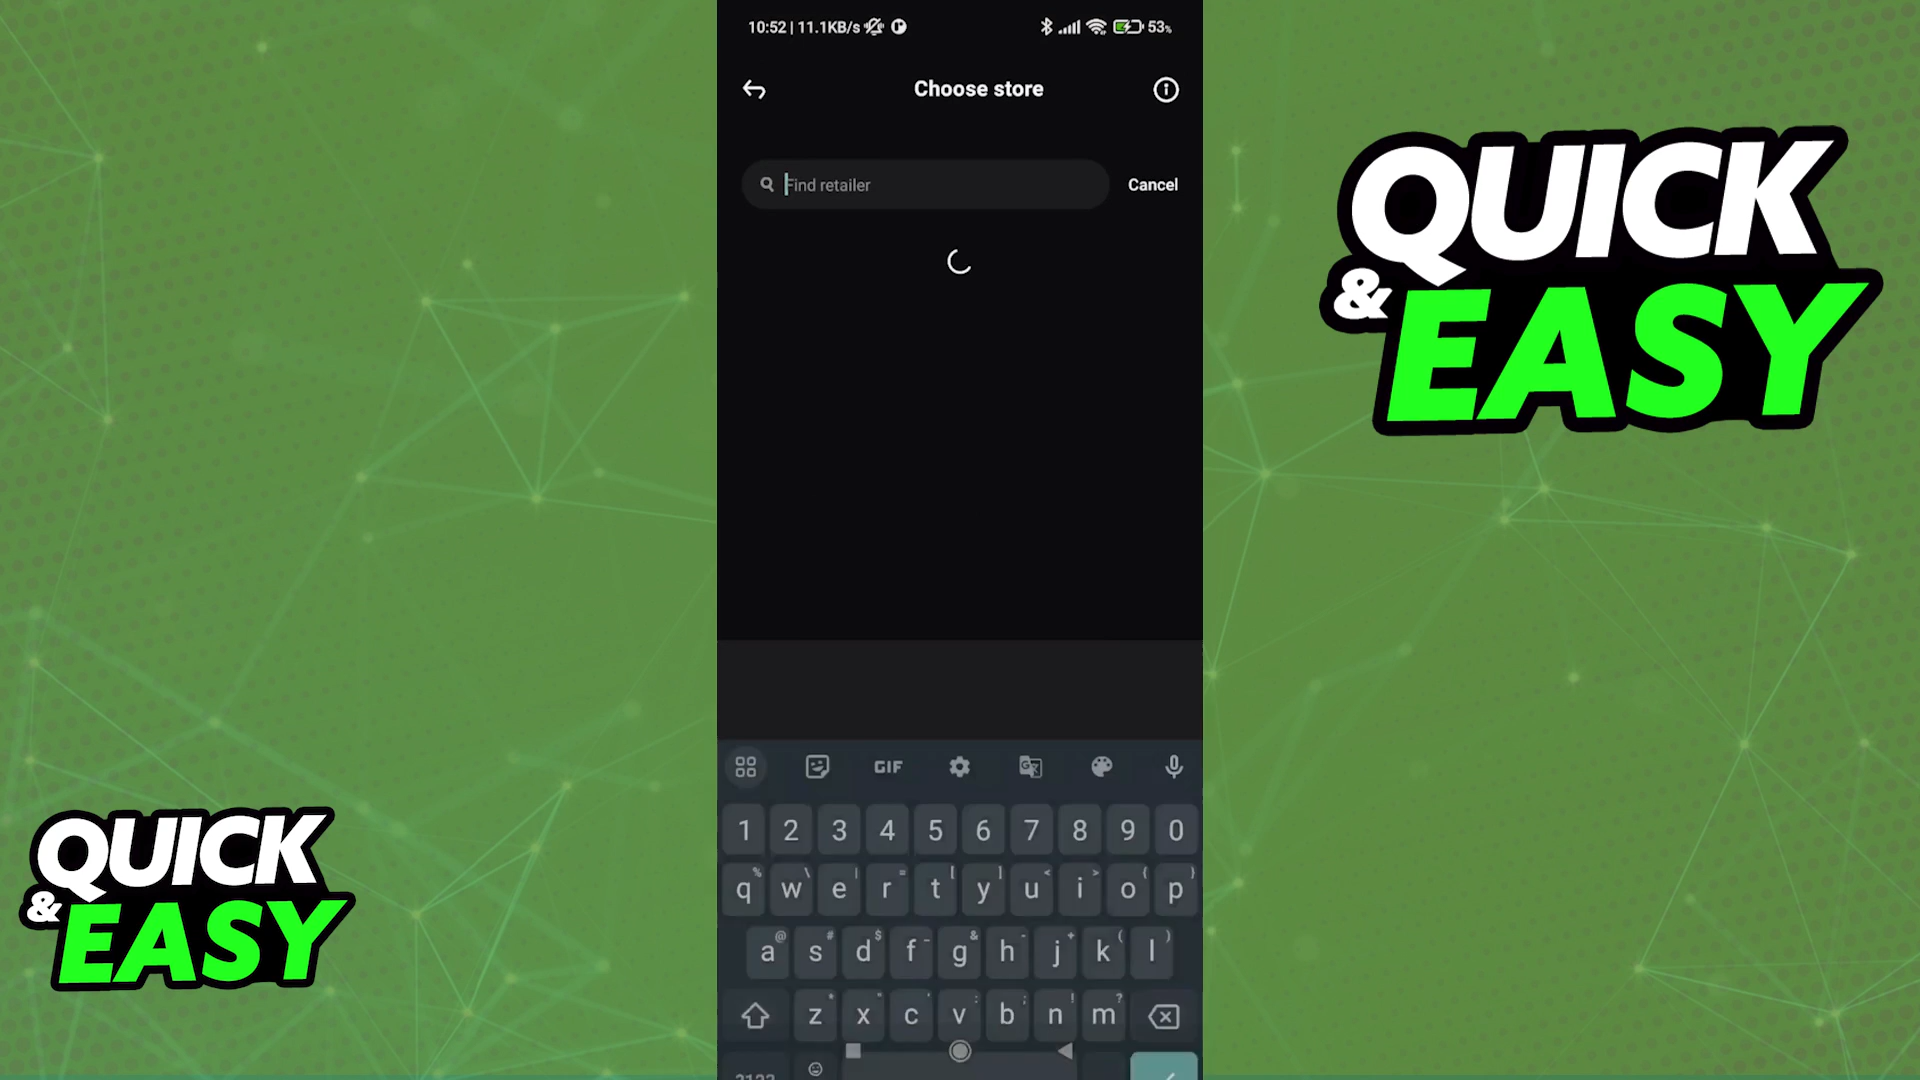 10:52 | 11.1KB/s
53%
Choose store
Find retailer
Cancel
QUICK
& EASY
GIF
1 2 3 4 5 6 7 8 9 0
% \ | = [ ] < > { }
q w e r t y u i o p
@ # $ _ & - + ( )
a s d f g h j k l
* " ' : ; ! ?
z x c v b n m
QUICK
& EASY